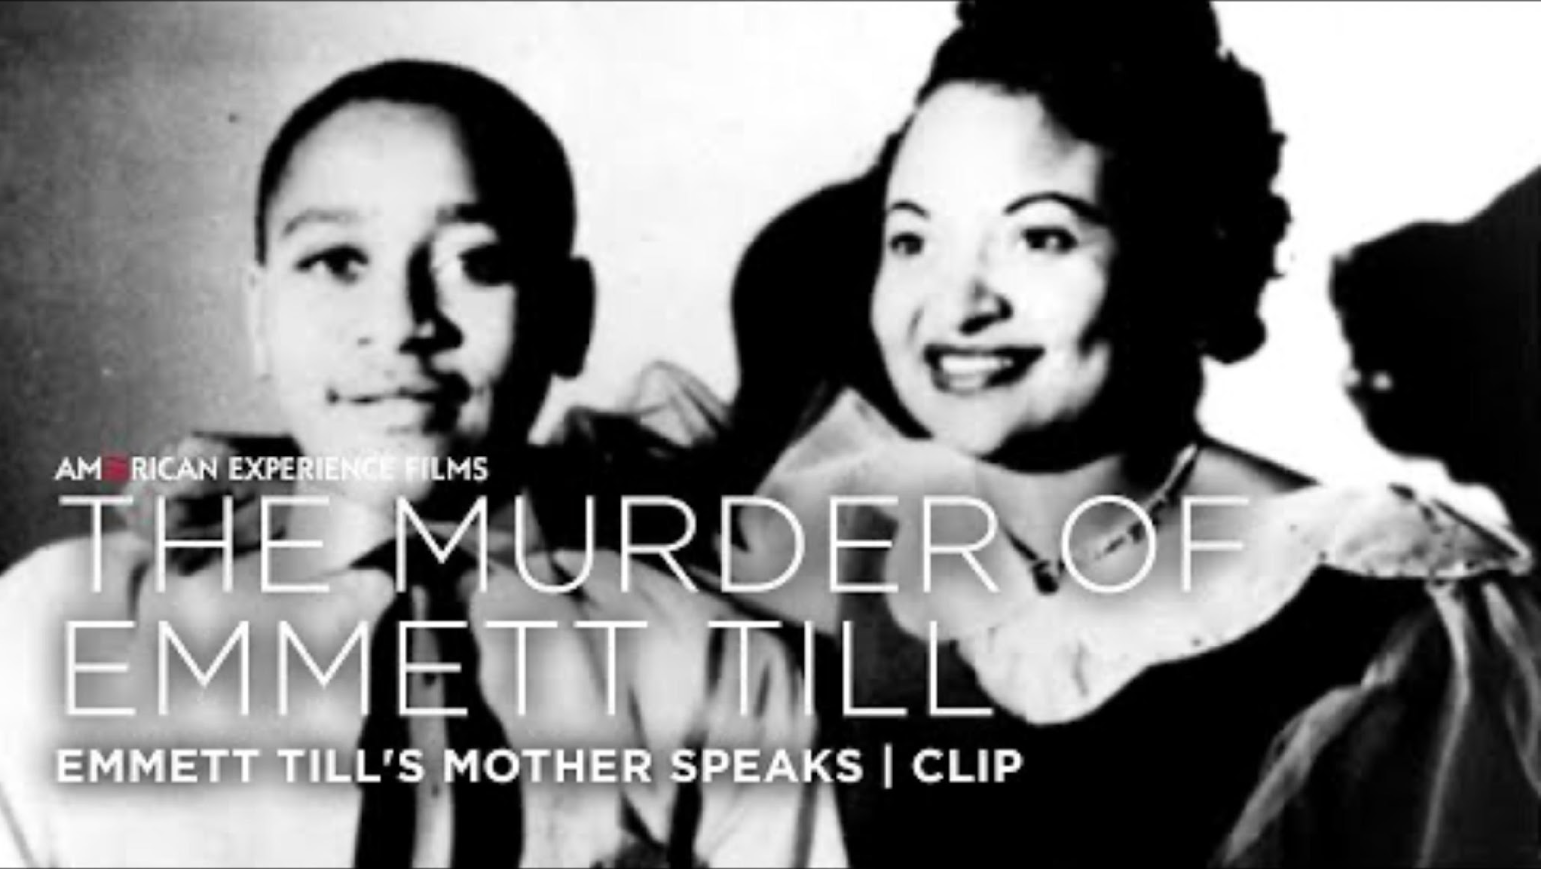 AMERICAN EXPERIENCE FILMS
THE MURDER OF
EMMETT TILL
EMMETT TILL'S MOTHER SPEAKS | CLIP